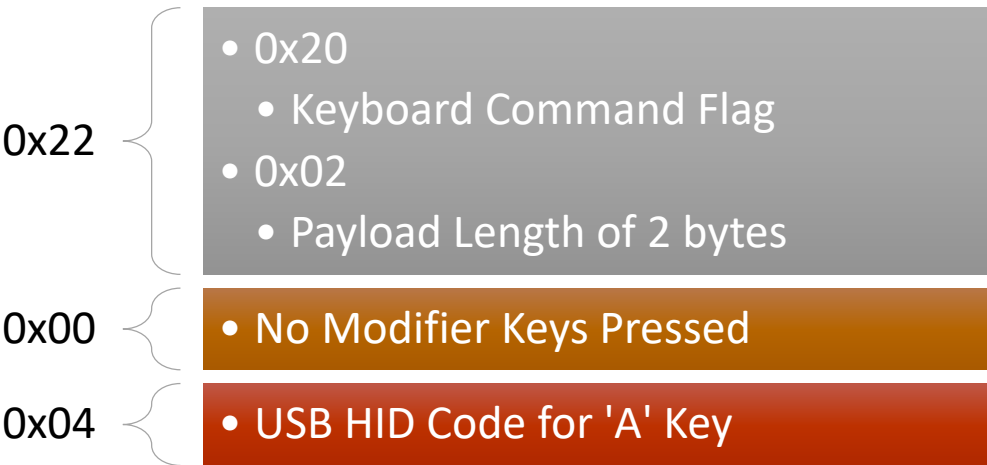 0x22
• 0x20
• Keyboard Command Flag
• 0x02
• Payload Length of 2 bytes
0x00
• No Modifier Keys Pressed
0x04
• USB HID Code for 'A' Key